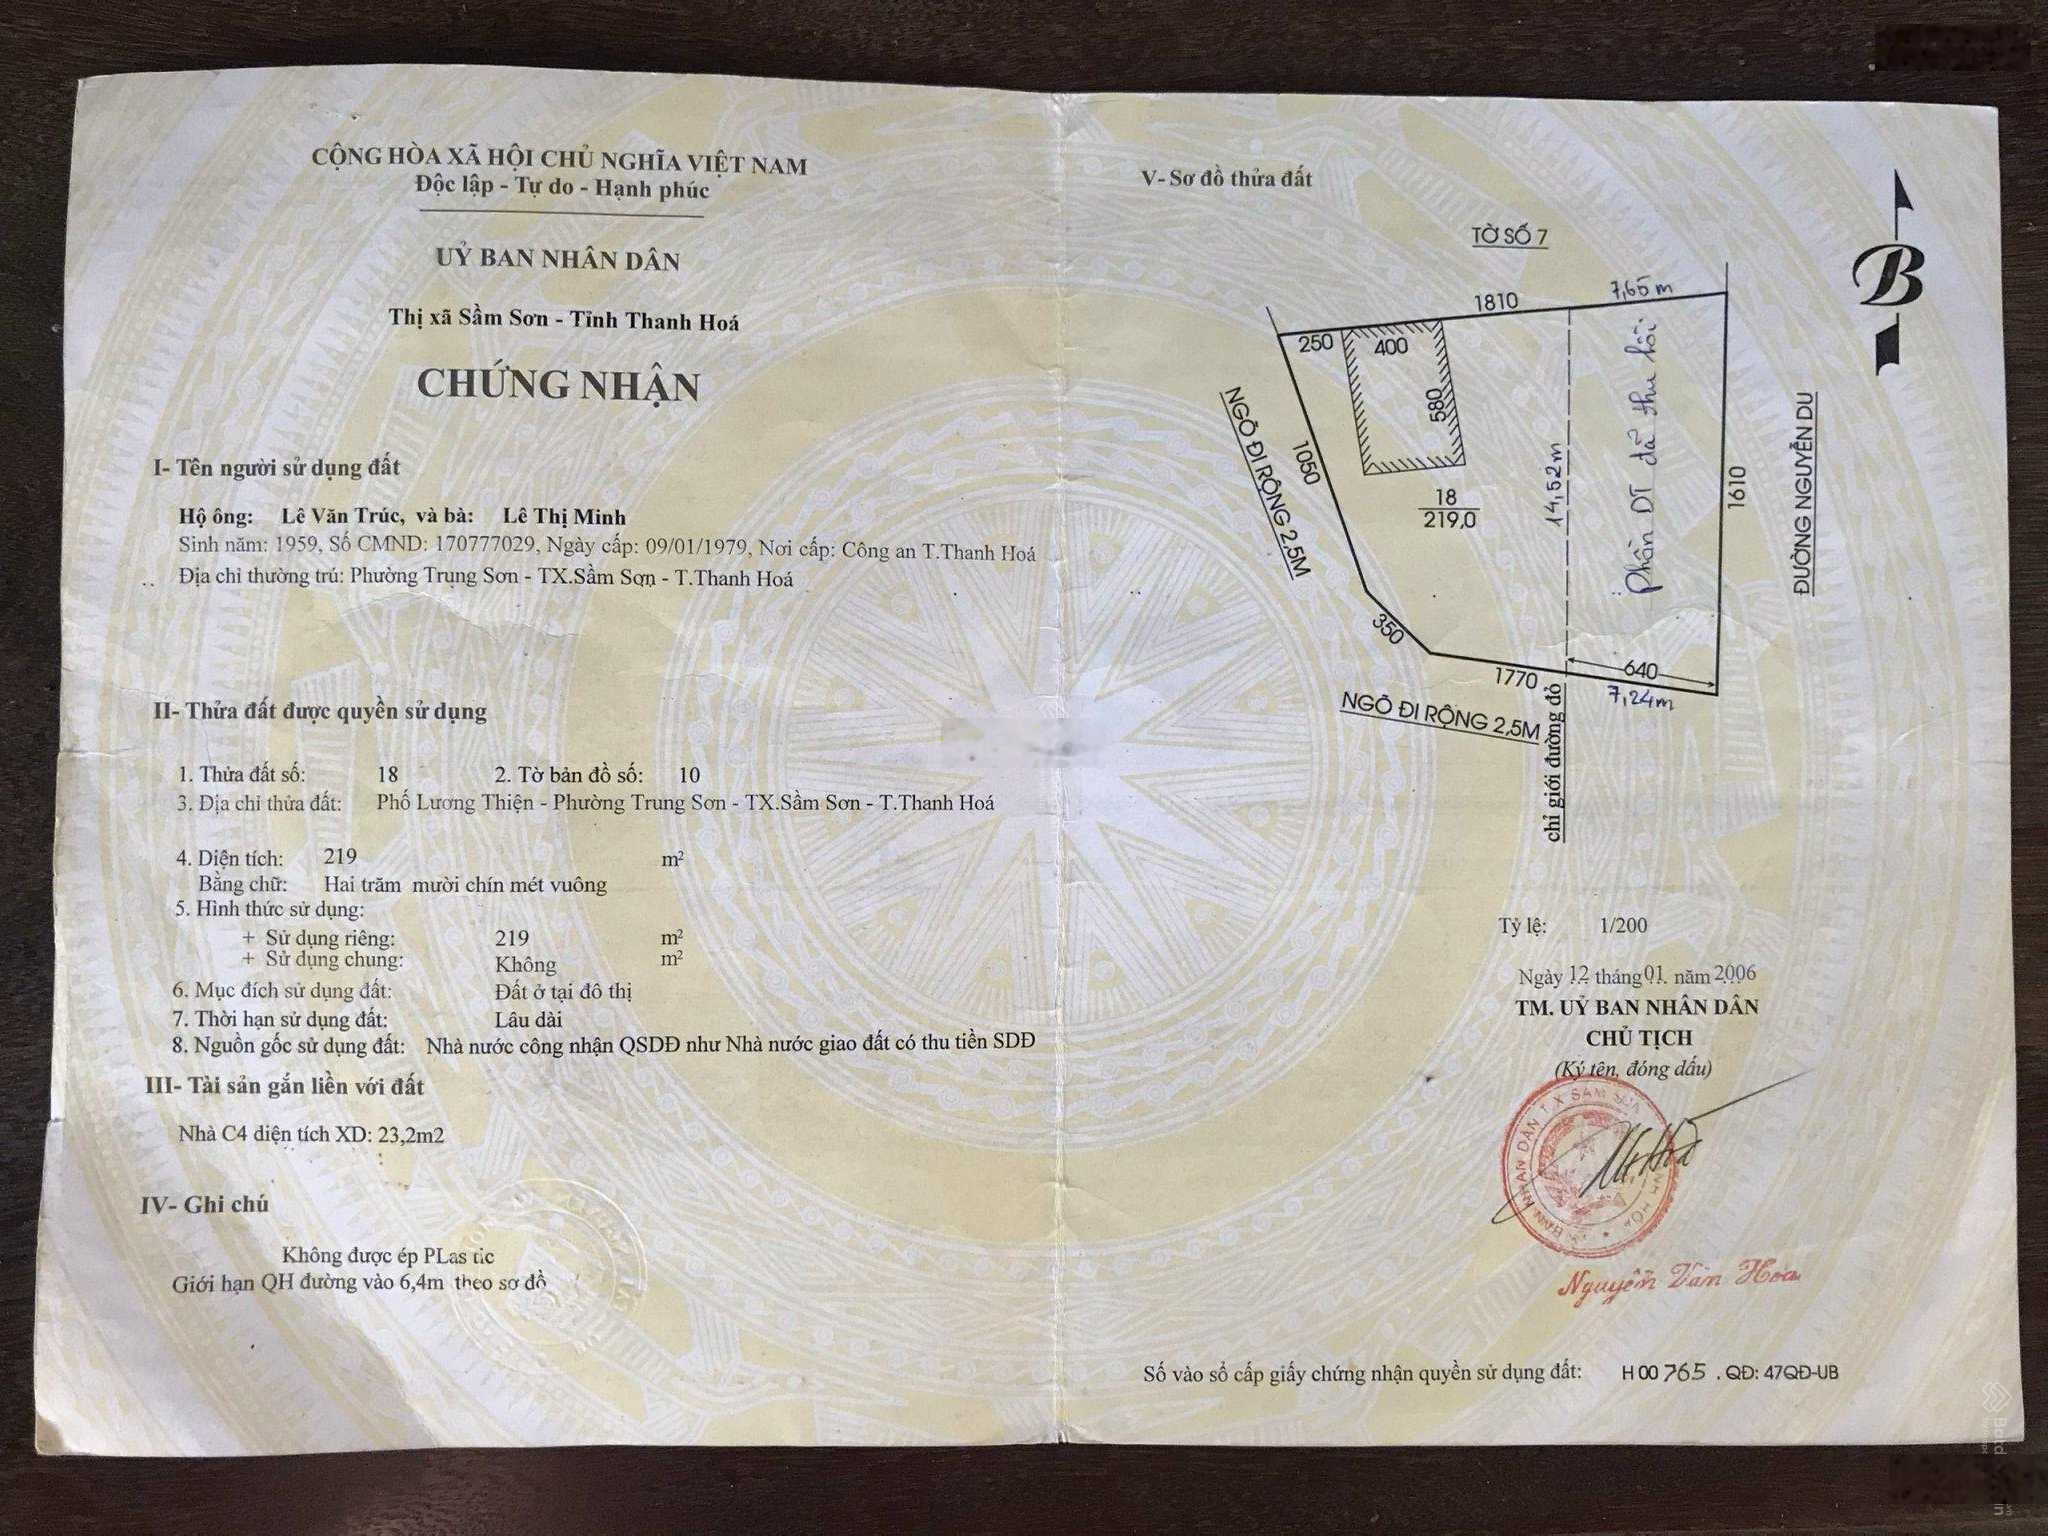 CỘNG HÒA XÃ HỘI CHỦ NGHĨA VIỆT NAM
Độc lập - Tự do - Hạnh phúc
UỶ BAN NHÂN DÂN
Thị xã Sầm Sơn - Tỉnh Thanh Hoá
CHỨNG NHẬN
I- Tên người sử dụng đất
Hộ ông: Lê Văn Trúc, và bà: Lê Thị Minh
Sinh năm: 1959, Số CMND: 170777029, Ngày cấp: 09/01/1979, Nơi cấp: Công an T.Thanh Hoá
Địa chỉ thường trú: Phường Trung Sơn - TX.Sầm Sơn - T.Thanh Hoá
II- Thửa đất được quyền sử dụng
1. Thửa đất số: 18 2. Tờ bản đồ số: 10
3. Địa chỉ thửa đất: Phố Lương Thiện - Phường Trung Sơn - TX.Sầm Sơn - T.Thanh Hoá
4. Diện tích: 219 m²
Bằng chữ: Hai trăm mười chín mét vuông
5. Hình thức sử dụng:
+ Sử dụng riêng: 219 m²
+ Sử dụng chung: Không m²
6. Mục đích sử dụng đất: Đất ở tại đô thị
7. Thời hạn sử dụng đất: Lâu dài
8. Nguồn gốc sử dụng đất: Nhà nước công nhận QSDĐ như Nhà nước giao đất có thu tiền SDĐ
III- Tài sản gắn liền với đất
Nhà C4 diện tích XD: 23,2m2
IV- Ghi chú
Không được ép PLas tic
Giới hạn QH đường vào 6,4m theo sơ đồ
V- Sơ đồ thửa đất
TỜ SỐ 7
B
1810
7,65 m
250
400
580
1050
NGÕ ĐI RỘNG 2,5M
18
219,0
14,52 m
Phần DT đã thu hồi
1610
ĐƯỜNG NGUYỄN DU
350
1770
640
7,24m
NGÕ ĐI RỘNG 2,5M
chỉ giới đường đỏ
Tỷ lệ: 1/200
Ngày 12 tháng 01 năm 2006
TM. UỶ BAN NHÂN DÂN
CHỦ TỊCH
(Ký tên, đóng dấu)
Nguyễn Văn Hoa
Số vào sổ cấp giấy chứng nhận quyền sử dụng đất: H 00765 . QĐ: 47QĐ-UB